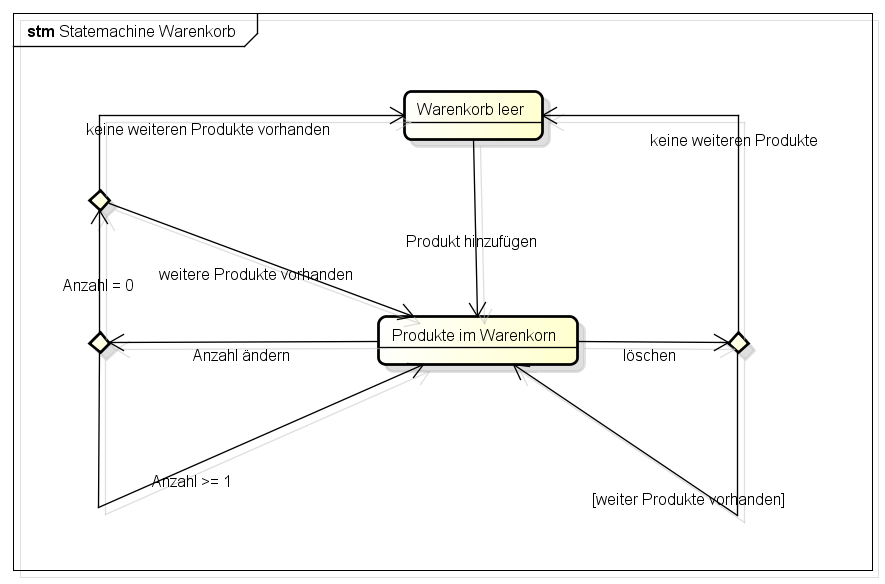 stm Statemachine Warenkorb
Warenkorb leer
keine weiteren Produkte vorhanden
keine weiteren Produkte
Produkt hinzufügen
weitere Produkte vorhanden
Anzahl = 0
Produkte im Warenkorn
Anzahl ändern
löschen
Anzahl >= 1
[weiter Produkte vorhanden]